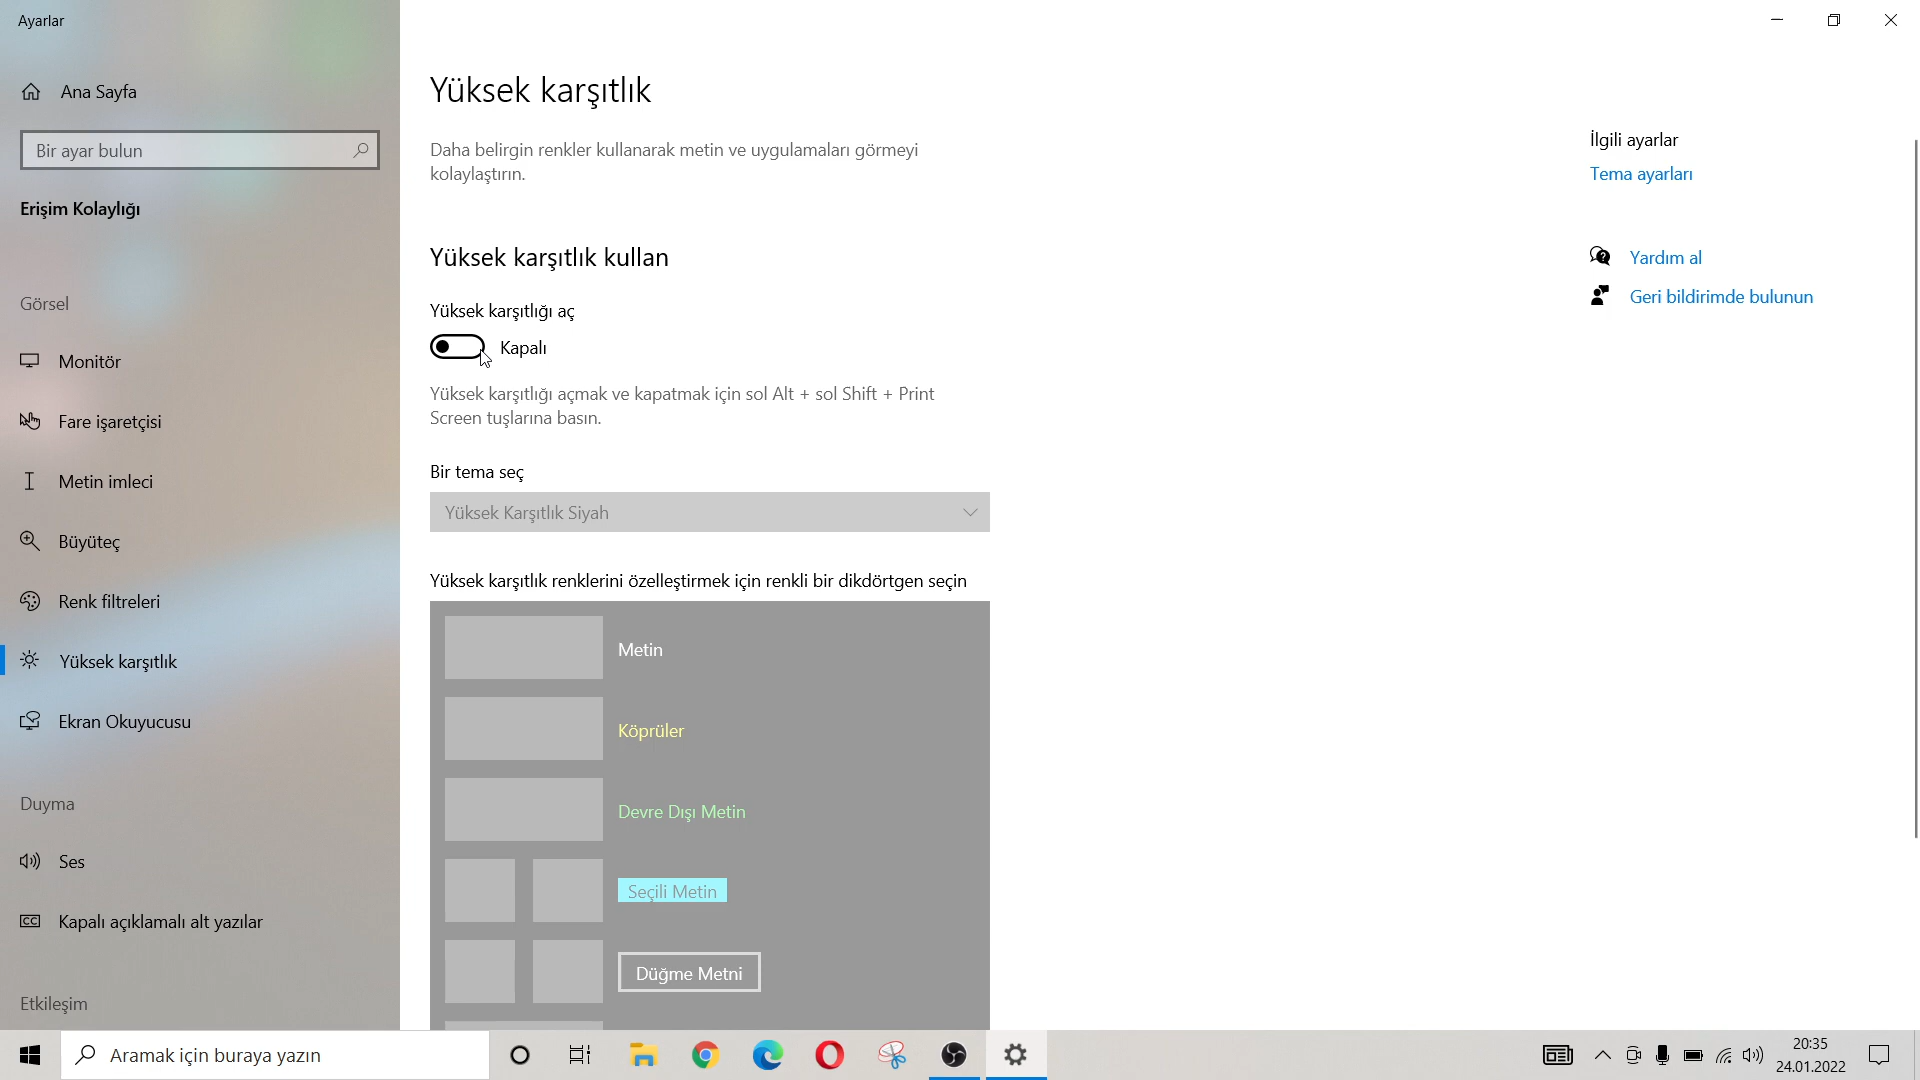 Ayarlar
Ana Sayfa
Bir ayar bulun
Erişim Kolaylığı
Görsel
Monitör
Fare işaretçisi
Metin imleci
Büyüteç
Renk filtreleri
Yüksek karşıtlık
Ekran Okuyucusu
Duyma
Ses
Kapalı açıklamalı alt yazılar
Etkileşim
Yüksek karşıtlık
Daha belirgin renkler kullanarak metin ve uygulamaları görmeyi
kolaylaştırın.
Yüksek karşıtlık kullan
Yüksek karşıtlığı aç
Kapalı
Yüksek karşıtlığı açmak ve kapatmak için sol Alt + sol Shift + Print
Screen tuşlarına basın.
Bir tema seç
Yüksek Karşıtlık Siyah
Yüksek karşıtlık renklerini özelleştirmek için renkli bir dikdörtgen seçin
Metin
Köprüler
Devre Dışı Metin
Seçili Metin
Düğme Metni
İlgili ayarlar
Tema ayarları
Yardım al
Geri bildirimde bulunun
Aramak için buraya yazın
20:35
24.01.2022